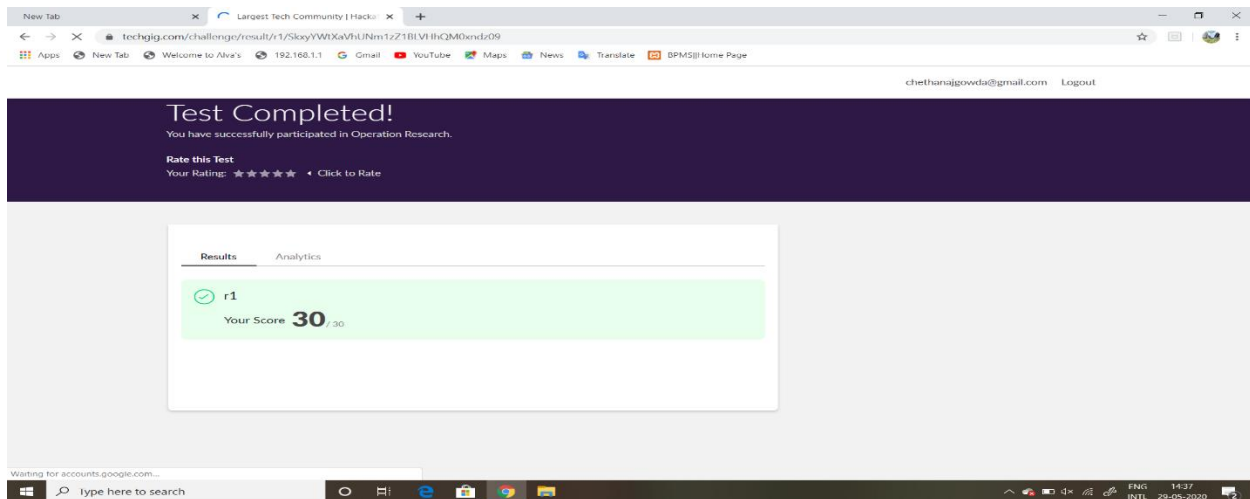 New Tab
Largest Tech Community | Hacka
techgig.com/challenge/result/r1/
Apps New Tab Welcome to Alva's 192.168.1.1 Gmail YouTube Maps News Translate BPMS||Home Page
chethanajgowda@gmail.com Logout
Test Completed!
You have successfully participated in Operation Research.
Rate this Test
Your Rating: ◂ Click to Rate
Results Analytics
r1
Your Score 30 / 30
Waiting for accounts.google.com...
Type here to search
ENG 14:37
INTL 29-05-2020
2